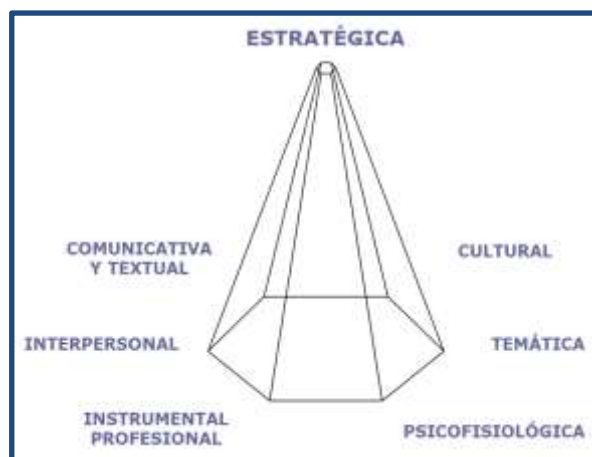 ESTRATÉGICA
COMUNICATIVA
Y TEXTUAL
CULTURAL
INTERPERSONAL
TEMÁTICA
INSTRUMENTAL
PROFESIONAL
PSICOFISIOLÓGICA